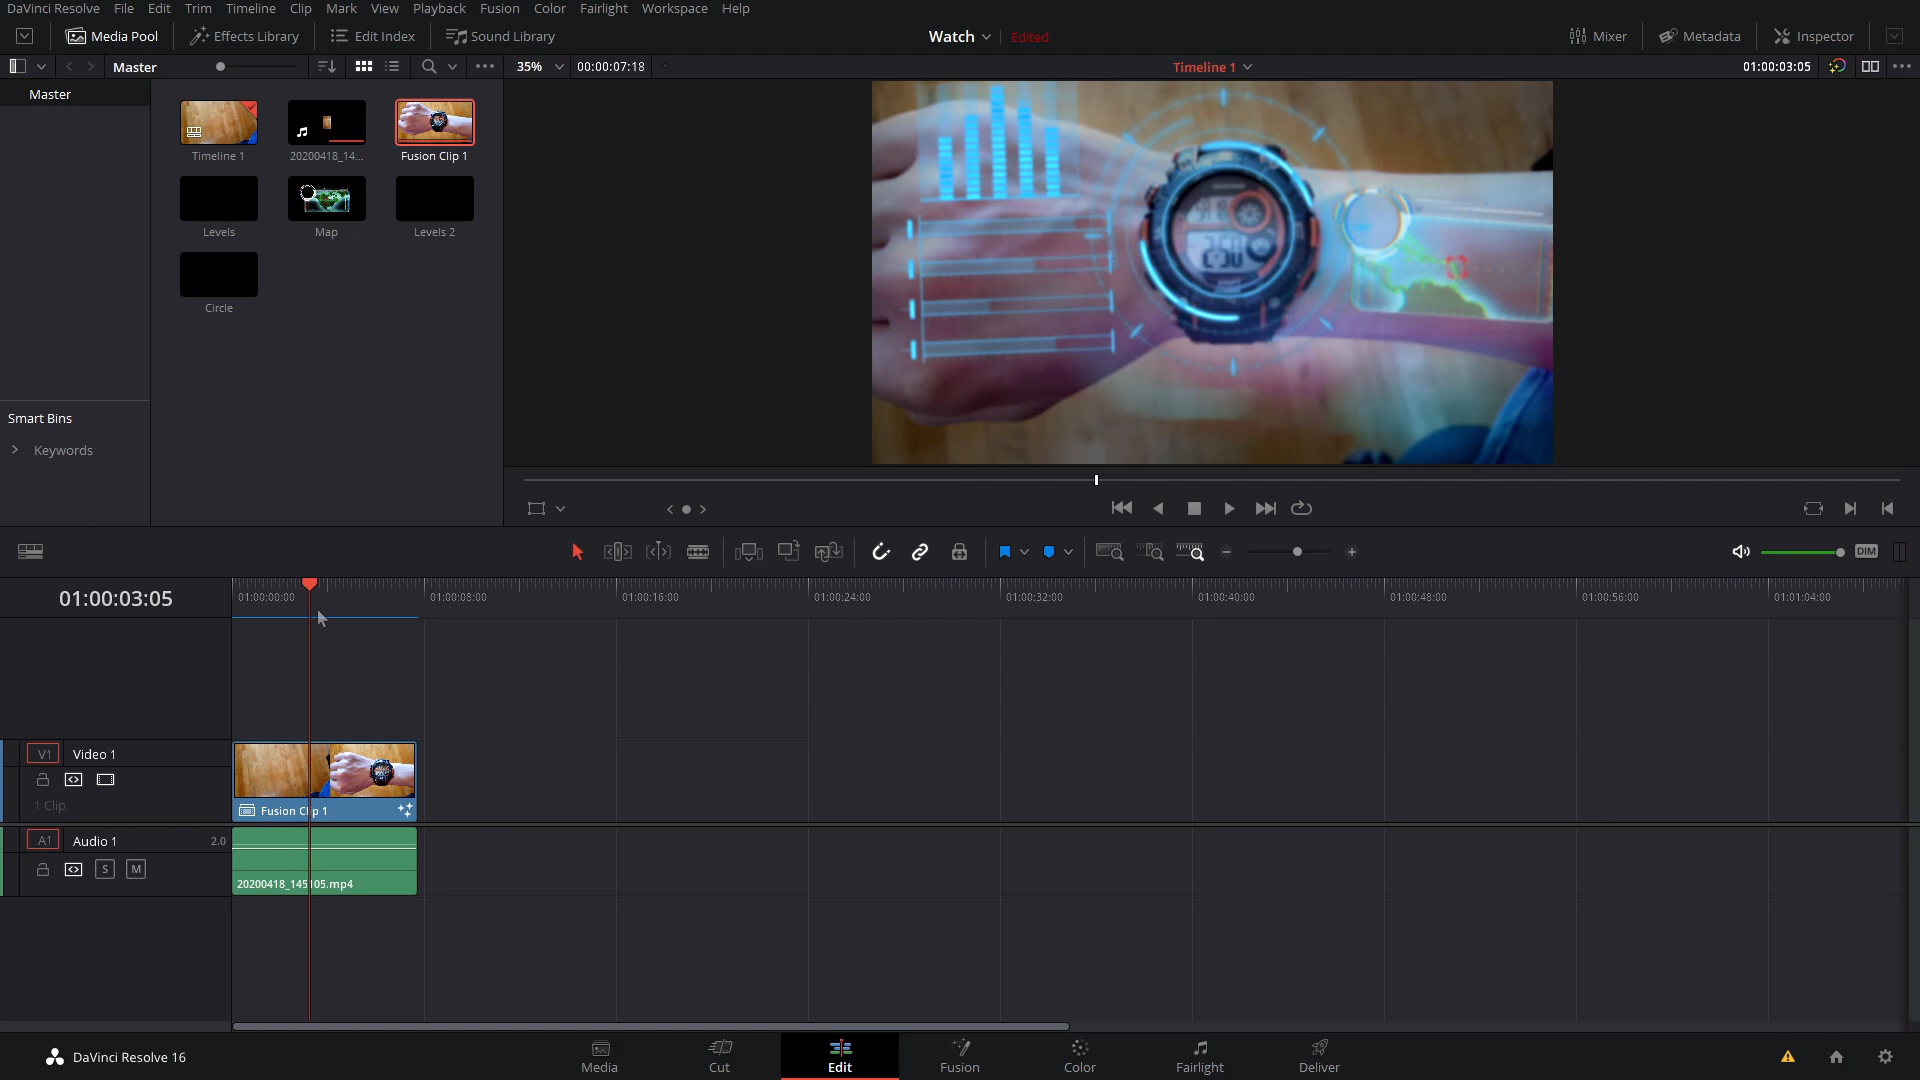 DaVinci Resolve File Edit Trim Timeline Clip Mark View Playback Fusion Color Fairlight Workspace Help
Media Pool Effects Library Edit Index Sound Library Watch Edited Mixer Metadata Inspector
Master 35% 00:00:07:18 Timeline 1 01:00:03:05
Master
Timeline 1 20200418_14... Fusion Clip 1
Levels Map Levels 2
Circle
Smart Bins
Keywords
DIM
01:00:03:05
01:00:00:00 01:00:08:00 01:00:16:00 01:00:24:00 01:00:32:00 01:00:40:00 01:00:48:00 01:00:56:00 01:01:04:00
V1 Video 1
1 Clip
Fusion Clip 1
A1 Audio 1 2.0
S M
20200418_145105.mp4
DaVinci Resolve 16
Media Cut Edit Fusion Color Fairlight Deliver